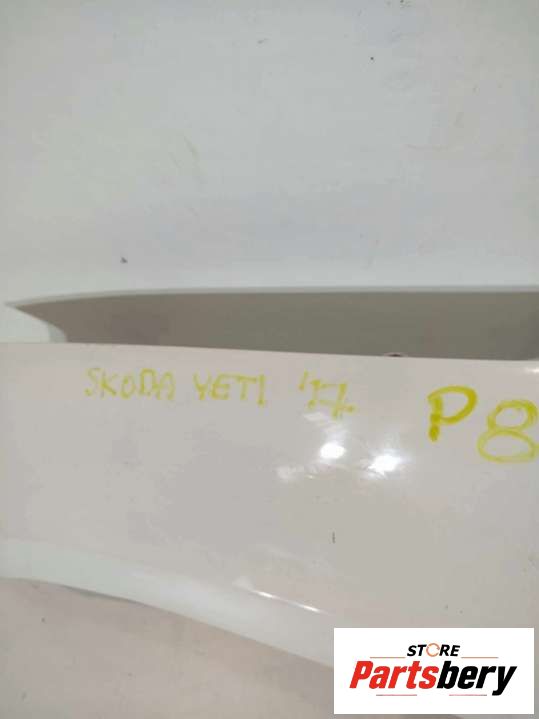 SKODA YETI '17.
P8
STORE
Partsbery